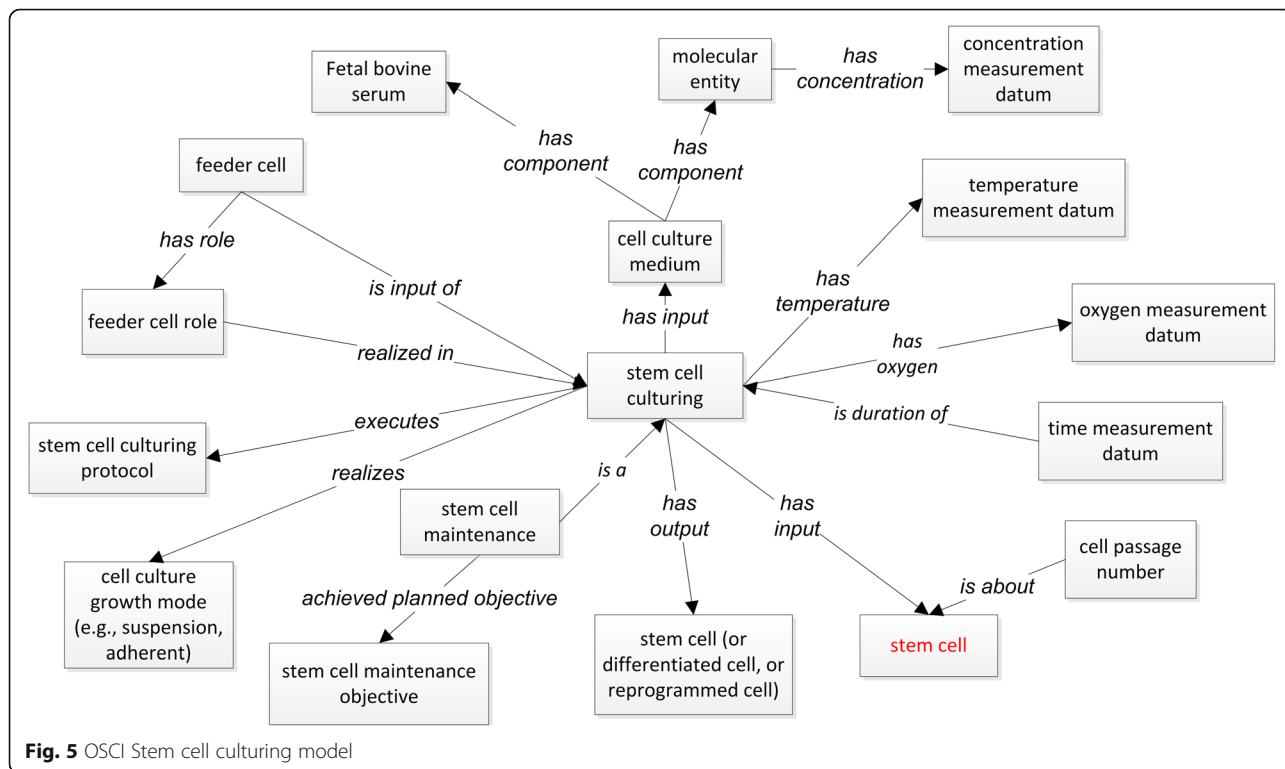 Fetal bovine
serum
molecular
entity
has
concentration
concentration
measurement
datum
has
component
has
component
feeder cell
temperature
measurement datum
has role
cell culture
medium
is input of
has
temperature
feeder cell role
has input
oxygen measurement
datum
realized in
has
oxygen
stem cell
culturing
is duration of
executes
time measurement
datum
stem cell culturing
protocol
realizes
is a
stem cell
maintenance
has
output
has
input
cell passage
number
cell culture
growth mode
(e.g., suspension,
adherent)
achieved planned objective
is about
stem cell maintenance
objective
stem cell (or
differentiated cell, or
reprogrammed cell)
stem cell
Fig. 5 OSCI Stem cell culturing model